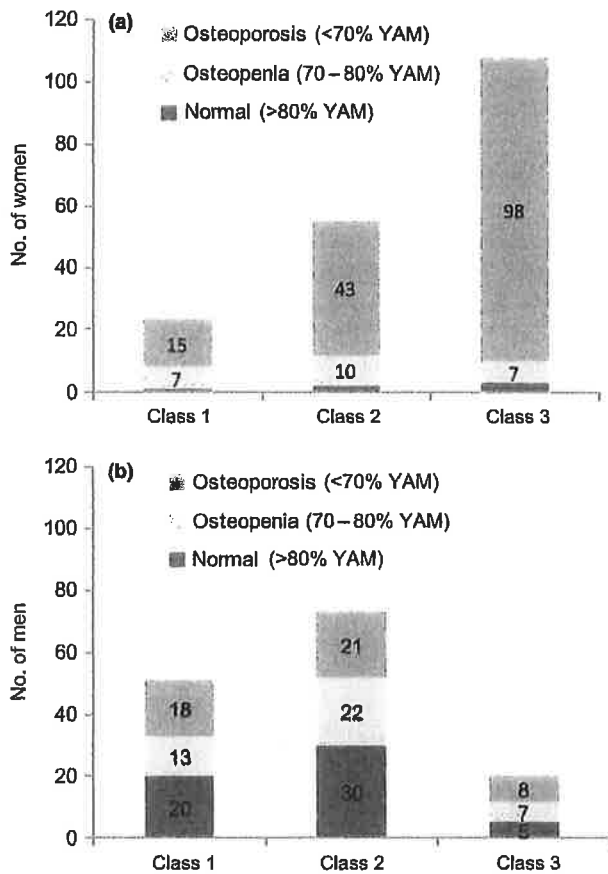 (a)
Osteoporosis (<70% YAM)
Osteopenia (70–80% YAM)
Normal (>80% YAM)
No. of women
120
100
80
60
40
20
0
15
7
43
10
98
7
Class 1 Class 2 Class 3
(b)
Osteoporosis (<70% YAM)
Osteopenia (70–80% YAM)
Normal (>80% YAM)
No. of men
120
100
80
60
40
20
0
18
13
20
21
22
30
8
7
5
Class 1 Class 2 Class 3